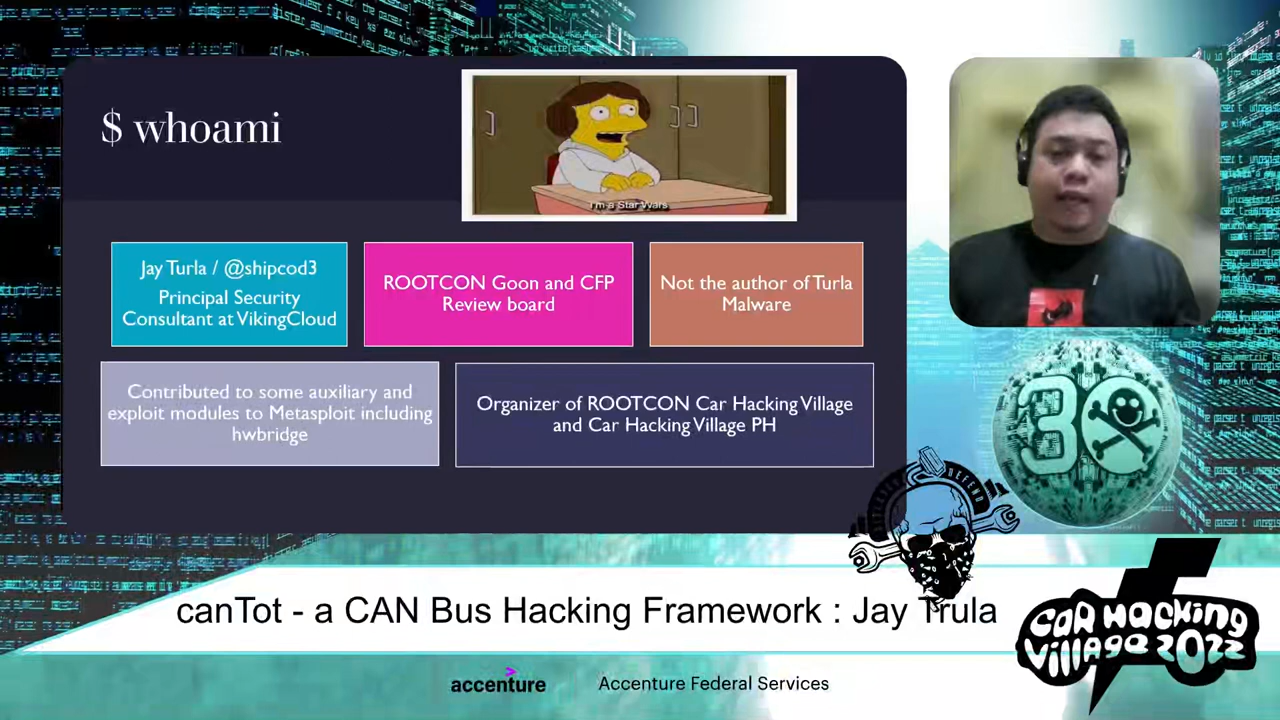 $ whoami
I'm a Star Wars
Jay Turla / @shipcod3
Principal Security
Consultant at VikingCloud
ROOTCON Goon and CFP
Review board
Not the author of Turla
Malware
Contributed to some auxiliary and
exploit modules to Metasploit including
hwbridge
Organizer of ROOTCON Car Hacking Village
and Car Hacking Village PH
30
DEFEND
canTot - a CAN Bus Hacking Framework : Jay Trula
CAR HACKING
VILLAGE 2022
accenture
Accenture Federal Services